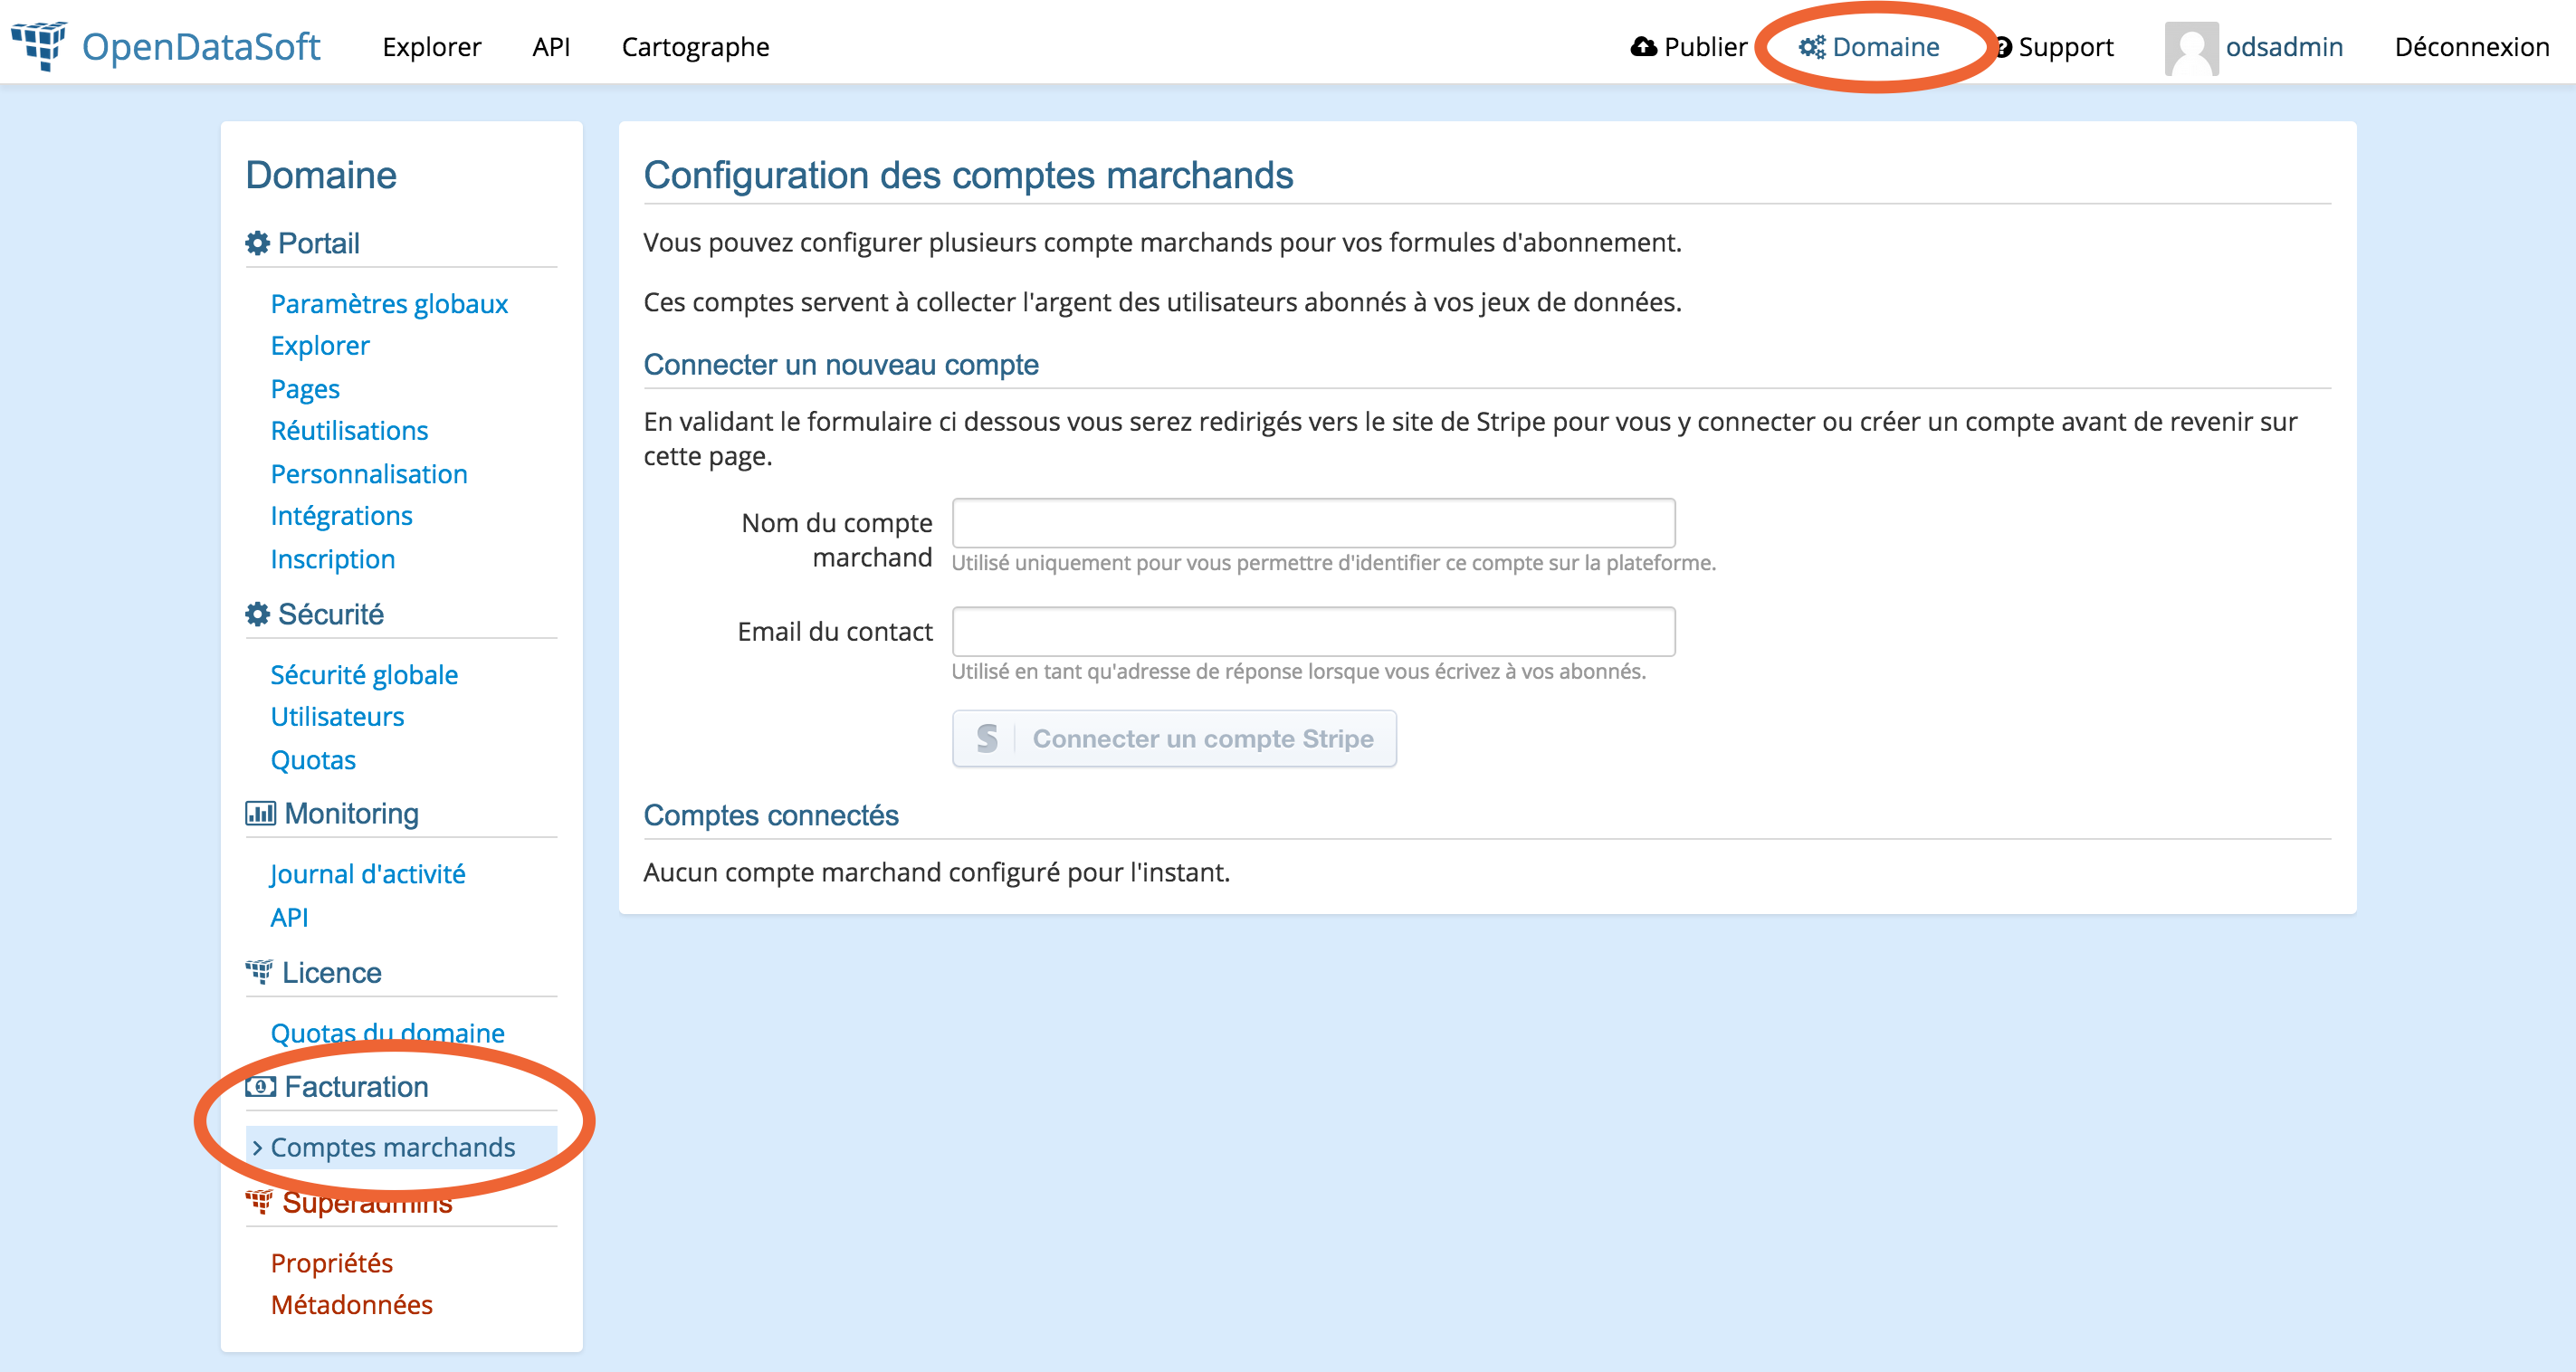 OpenDataSoft Explorer API Cartographe Publier Domaine Support odsadmin Déconnexion
Domaine
Portail
Paramètres globaux
Explorer
Pages
Réutilisations
Personnalisation
Intégrations
Inscription
Sécurité
Sécurité globale
Utilisateurs
Quotas
Monitoring
Journal d'activité
API
Licence
Quotas du domaine
Facturation
Comptes marchands
Superadmins
Propriétés
Métadonnées
Configuration des comptes marchands
Vous pouvez configurer plusieurs compte marchands pour vos formules d'abonnement.
Ces comptes servent à collecter l'argent des utilisateurs abonnés à vos jeux de données.
Connecter un nouveau compte
En validant le formulaire ci dessous vous serez redirigés vers le site de Stripe pour vous y connecter ou créer un compte avant de revenir sur
cette page.
Nom du compte
marchand
Utilisé uniquement pour vous permettre d'identifier ce compte sur la plateforme.
Email du contact
Utilisé en tant qu'adresse de réponse lorsque vous écrivez à vos abonnés.
S Connecter un compte Stripe
Comptes connectés
Aucun compte marchand configuré pour l'instant.